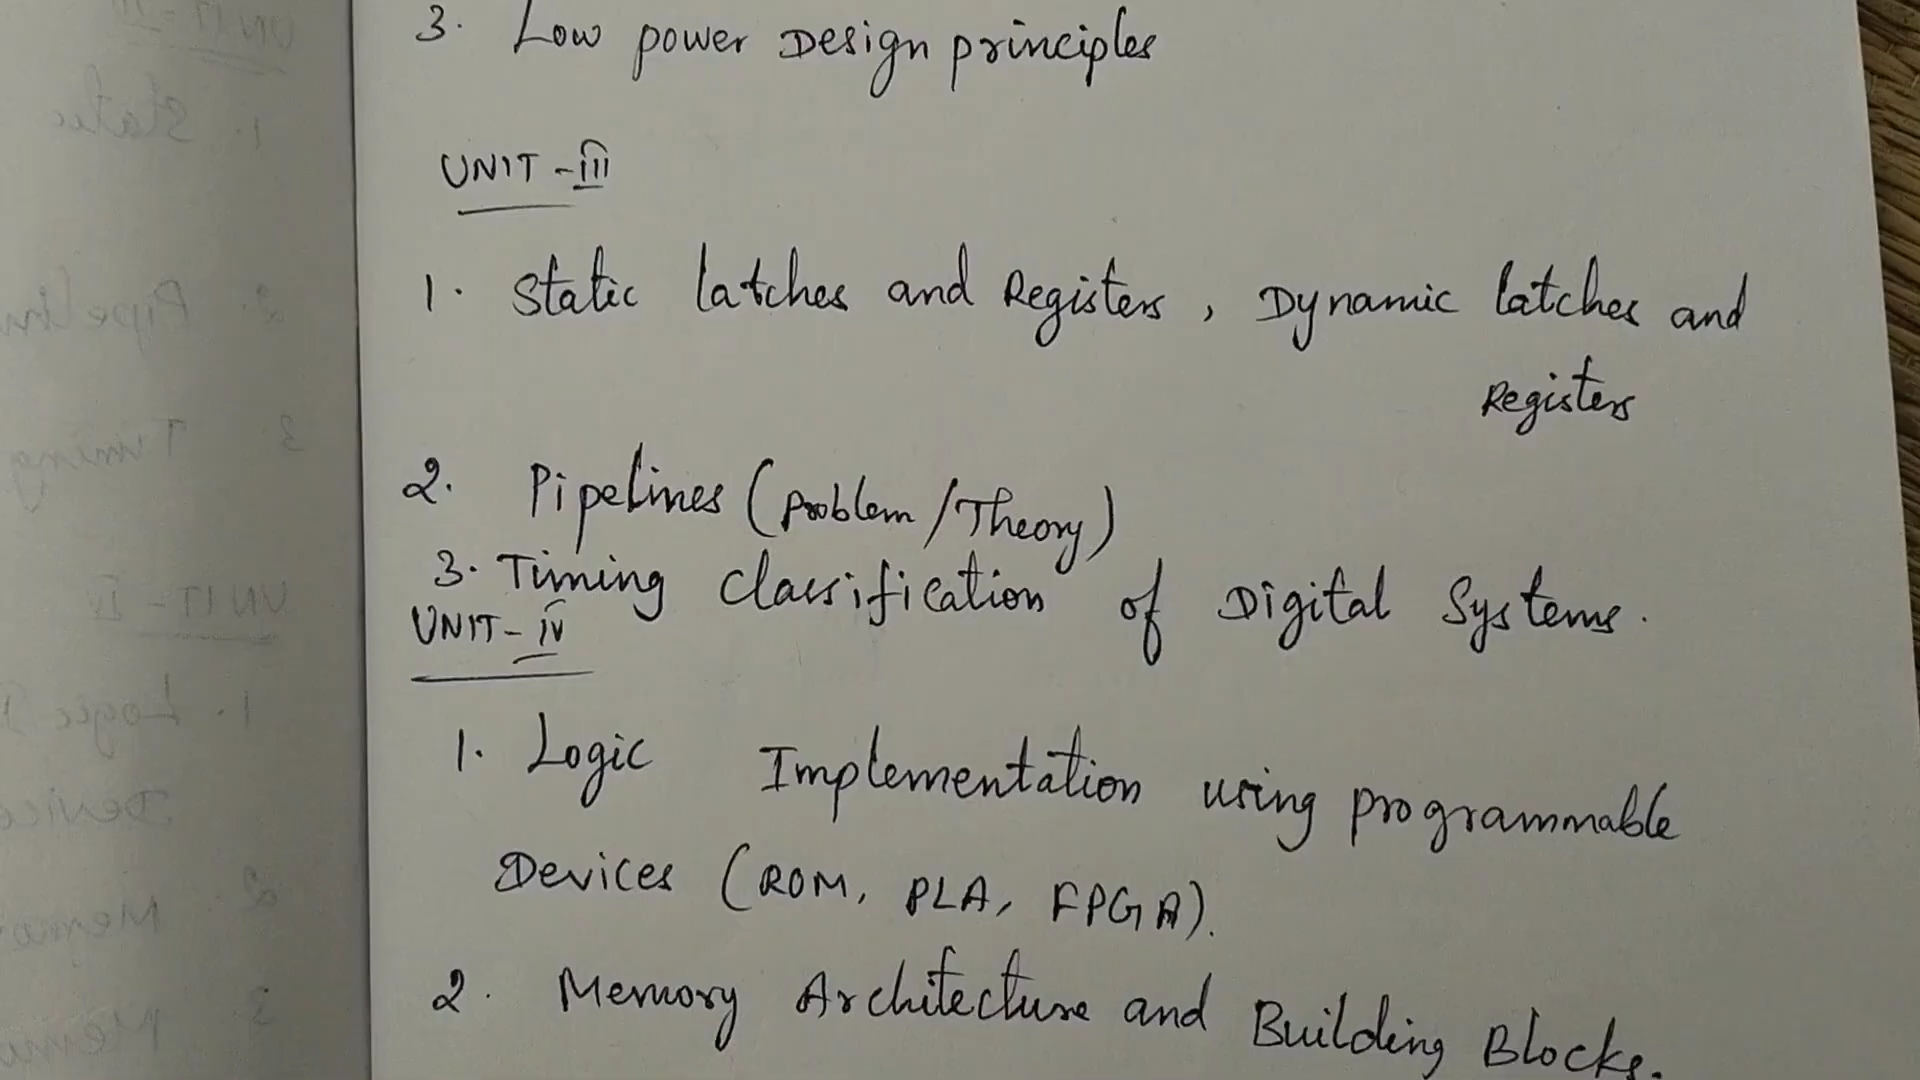 3. Low power Design principles
UNIT - III
1. Static latches and Registers, Dynamic latches and
Registers
2. Pipelines (Problem/Theory)
3. Timing classification of Digital Systems.
UNIT - IV
1. Logic Implementation using programmable
Devices (ROM, PLA, FPGA).
2. Memory Architecture and Building Blocks.